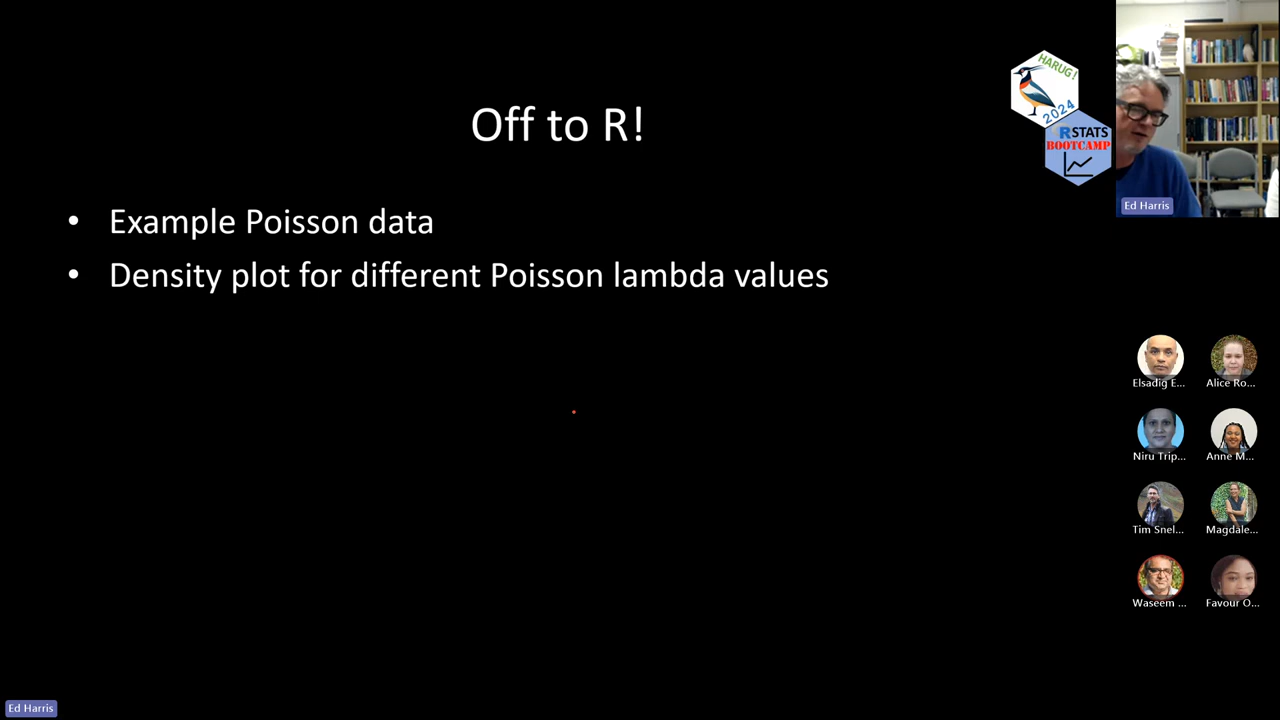 Off to R!
• Example Poisson data
• Density plot for different Poisson lambda values
HARUG!
2024
RSTATS
BOOTCAMP
Ed Harris
Elsadig E...
Alice Ro...
Niru Trip...
Anne M...
Tim Snel...
Magdale...
Waseem ...
Favour O...
Ed Harris